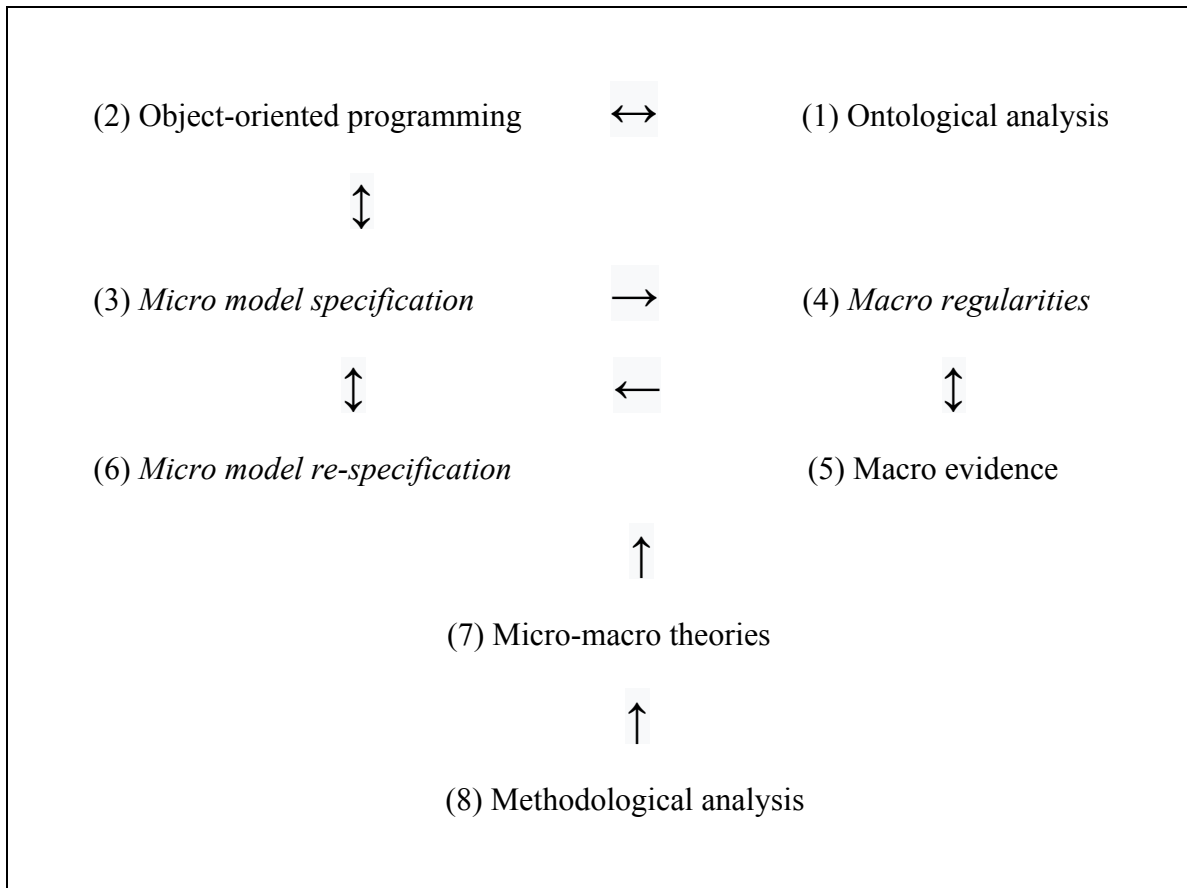 (2) Object-oriented programming ↔ (1) Ontological analysis
↕
(3) Micro model specification → (4) Macro regularities
↕ ← ↕
(6) Micro model re-specification (5) Macro evidence
↑
(7) Micro-macro theories
↑
(8) Methodological analysis